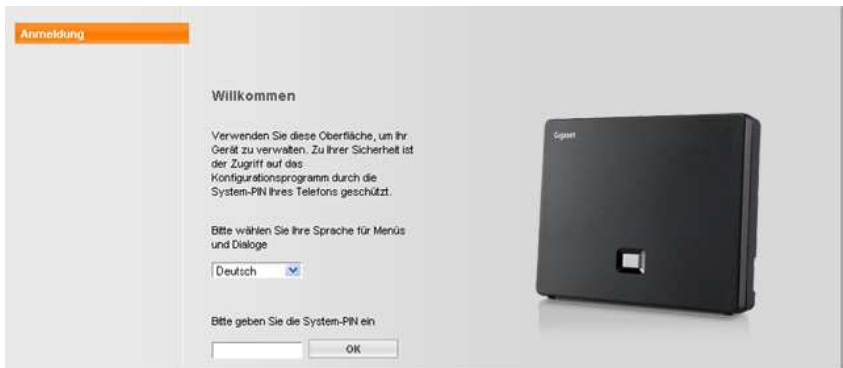 Anmeldung
Willkommen
Verwenden Sie diese Oberfläche, um Ihr
Gerät zu verwalten. Zu Ihrer Sicherheit ist
der Zugriff auf das
Konfigurationsprogramm durch die
System-PIN Ihres Telefons geschützt.
Bitte wählen Sie Ihre Sprache für Menüs
und Dialoge
Deutsch
Bitte geben Sie die System-PIN ein
OK
Gigaset